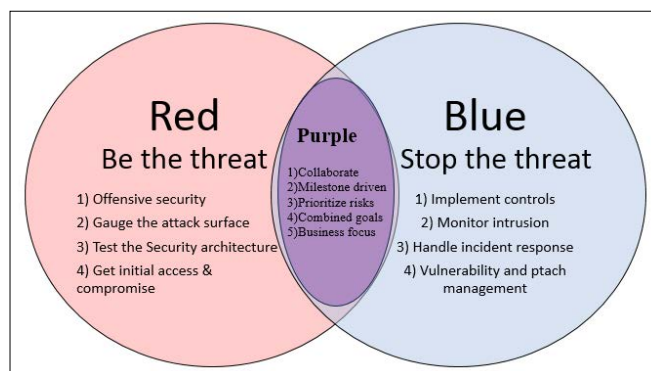 Red
Be the threat
1) Offensive security
2) Gauge the attack surface
3) Test the Security architecture
4) Get initial access &
compromise
Purple
1)Collaborate
2)Milestone driven
3)Prioritize risks
4)Combined goals
5)Business focus
Blue
Stop the threat
1) Implement controls
2) Monitor intrusion
3) Handle incident response
4) Vulnerability and ptach
management